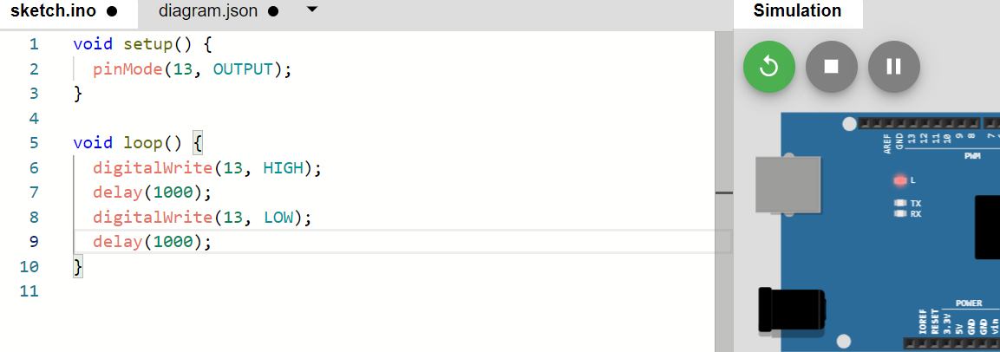 sketch.ino diagram.json
1 void setup() {
2 pinMode(13, OUTPUT);
3 }
4
5 void loop() {
6 digitalWrite(13, HIGH);
7 delay(1000);
8 digitalWrite(13, LOW);
9 delay(1000);
10 }
11
Simulation
AREF GND 13 12 11 10 9 8 7
PWM
L
TX
RX
POWER
IOREF RESET 3.3V 5V GND GND Vin